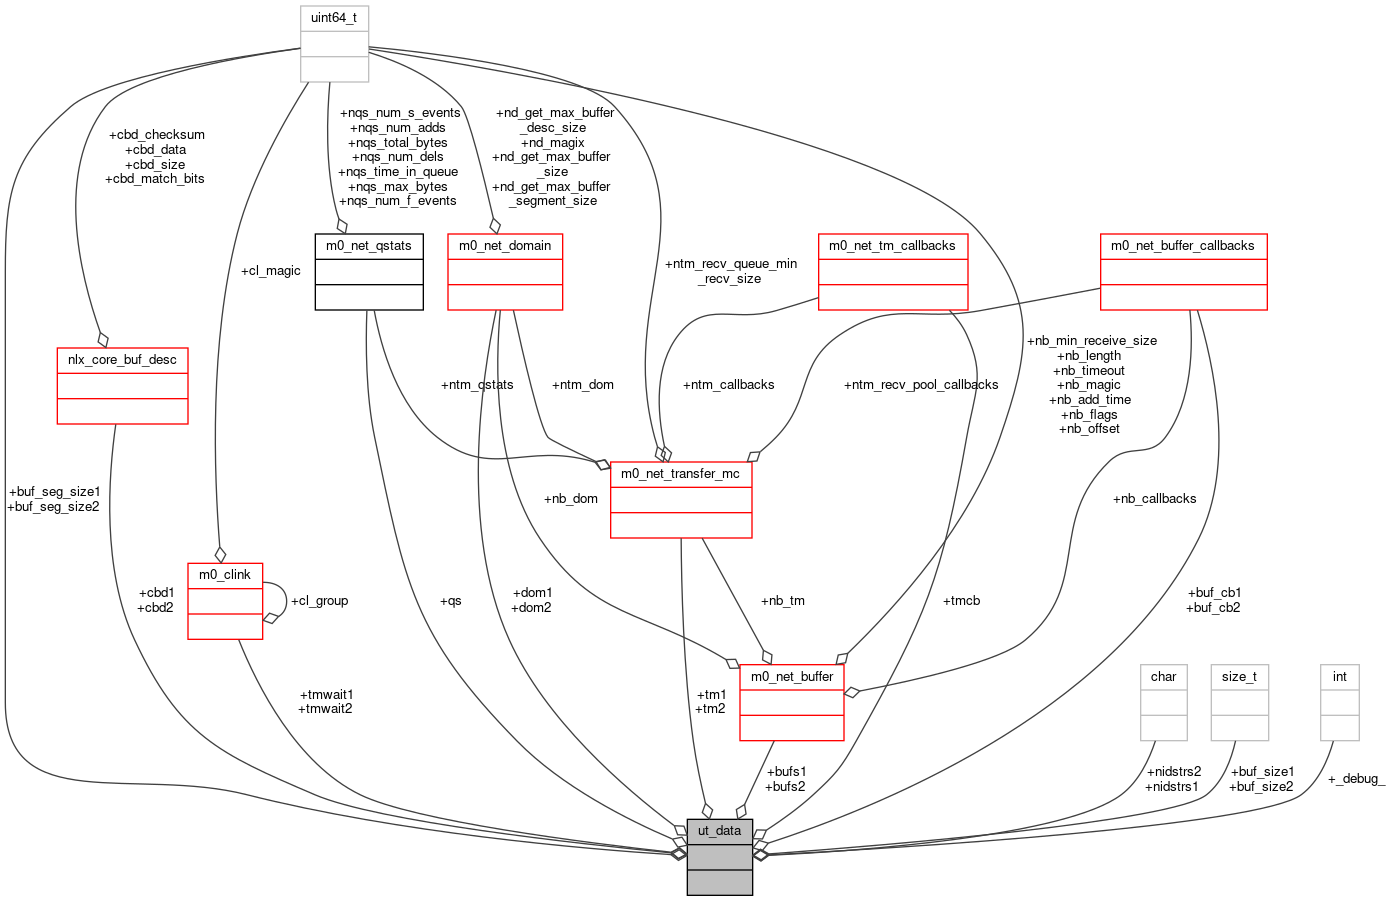 uint64_t
+cbd_checksum
+cbd_data
+cbd_size
+cbd_match_bits
+nqs_num_s_events
+nqs_num_adds
+nqs_total_bytes
+nqs_num_dels
+nqs_time_in_queue
+nqs_max_bytes
+nqs_num_f_events
+nd_get_max_buffer
_desc_size
+nd_magix
+nd_get_max_buffer
_size
+nd_get_max_buffer
_segment_size
+cl_magic
m0_net_qstats
m0_net_domain
+ntm_recv_queue_min
_recv_size
m0_net_tm_callbacks
m0_net_buffer_callbacks
nlx_core_buf_desc
+ntm_qstats
+ntm_dom
+ntm_callbacks
+ntm_recv_pool_callbacks
+nb_min_receive_size
+nb_length
+nb_timeout
+nb_magic
+nb_add_time
+nb_flags
+nb_offset
+buf_seg_size1
+buf_seg_size2
+nb_dom
m0_net_transfer_mc
+nb_callbacks
m0_clink
+cl_group
+cbd1
+cbd2
+qs
+dom1
+dom2
+nb_tm
+tmcb
+buf_cb1
+buf_cb2
+tmwait1
+tmwait2
+tm1
+tm2
m0_net_buffer
char
size_t
int
+bufs1
+bufs2
+nidstrs2
+nidstrs1
+buf_size1
+buf_size2
+_debug_
ut_data